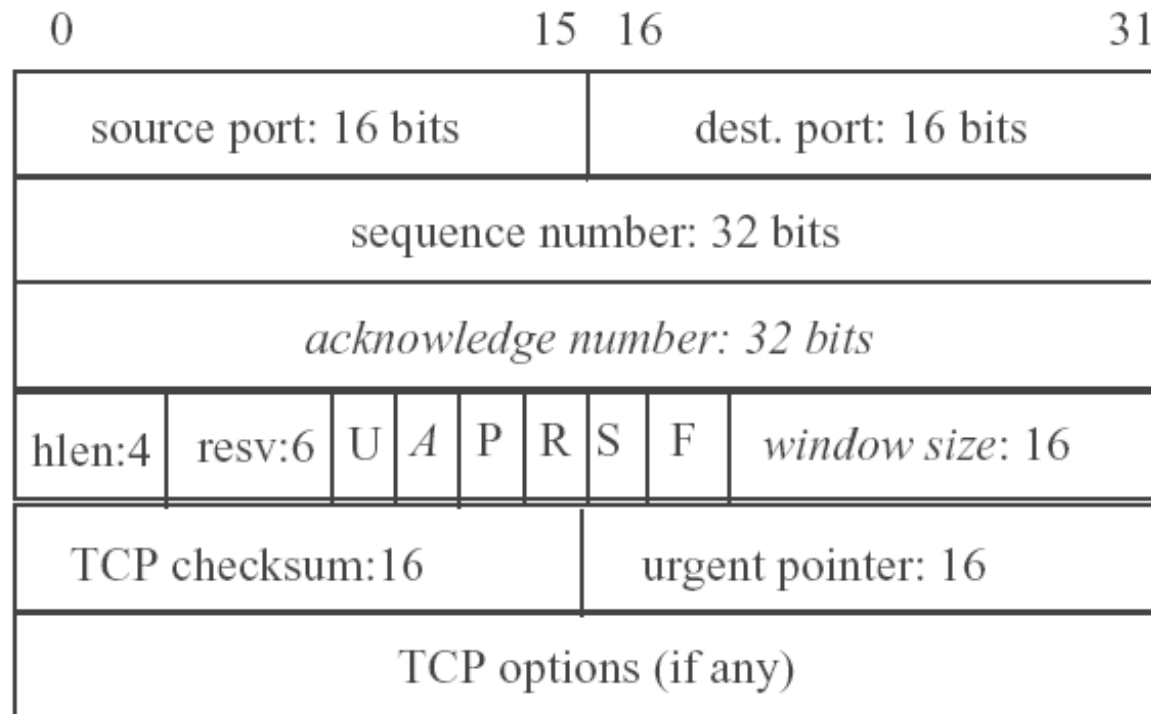 0 15 16 31
source port: 16 bits dest. port: 16 bits
sequence number: 32 bits
acknowledge number: 32 bits
hlen:4 resv:6 U A P R S F window size: 16
TCP checksum:16 urgent pointer: 16
TCP options (if any)